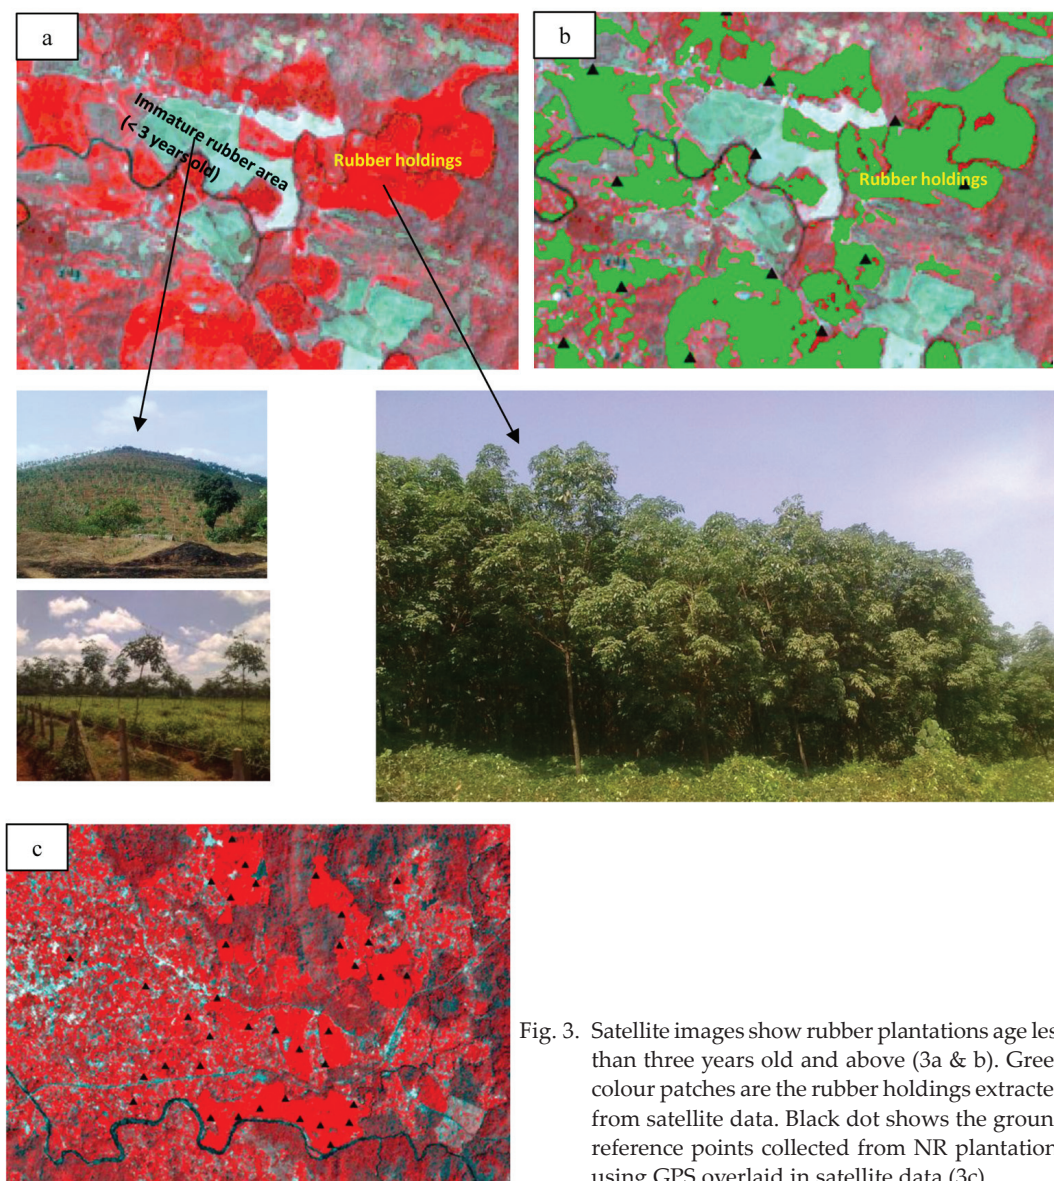 a
b
Immature rubber area
(< 3 years old)
Rubber holdings
Rubber holdings
c
Fig. 3. Satellite images show rubber plantations age les
than three years old and above (3a & b). Gree
colour patches are the rubber holdings extracte
from satellite data. Black dot shows the groun
reference points collected from NR plantation
using GPS overlaid in satellite data (3c)